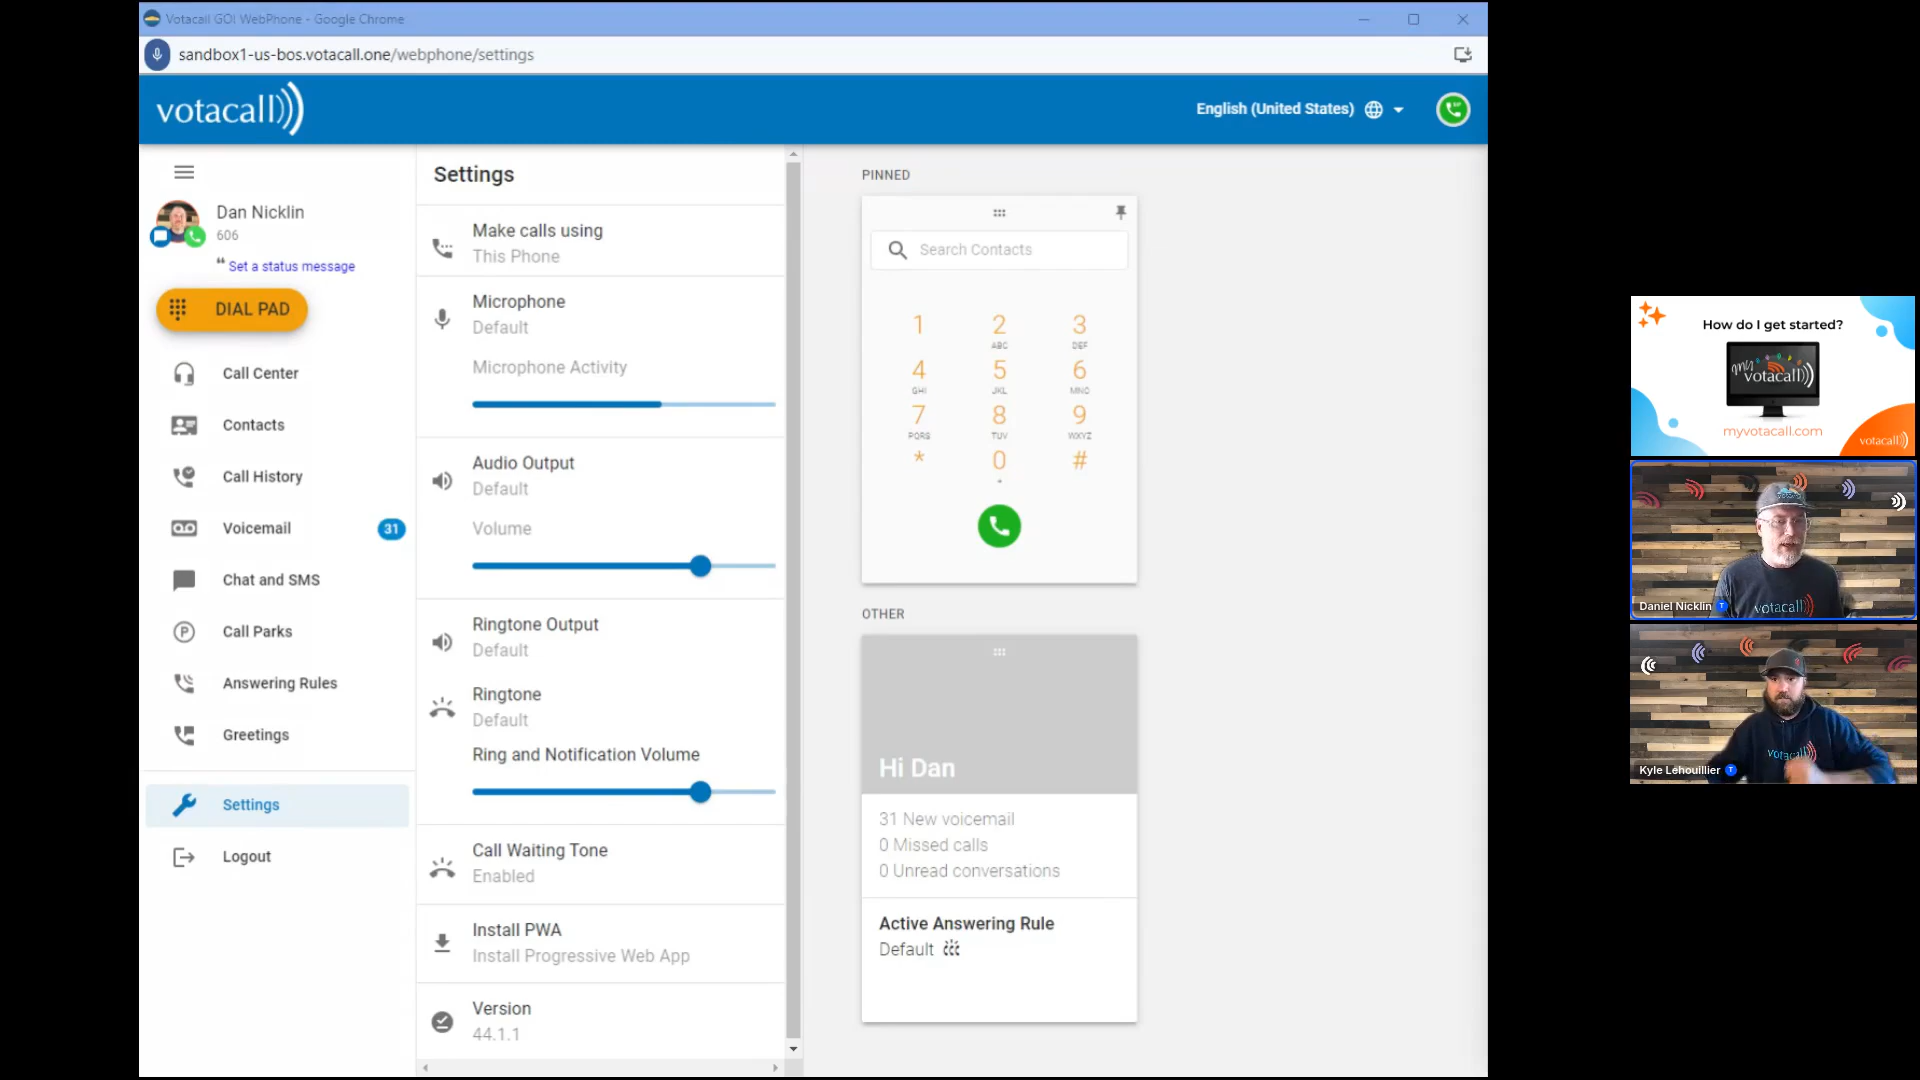 Votacall GO! WebPhone - Google Chrome
sandbox1-us-bos.votacall.one/webphone/settings
votacall
English (United States)
Dan Nicklin
606
Set a status message
DIAL PAD
Call Center
Contacts
Call History
Voicemail
31
Chat and SMS
Call Parks
Answering Rules
Greetings
Settings
Logout
Settings
Make calls using
This Phone
Microphone
Default
Microphone Activity
Audio Output
Default
Volume
Ringtone Output
Default
Ringtone
Default
Ring and Notification Volume
Call Waiting Tone
Enabled
Install PWA
Install Progressive Web App
Version
44.1.1
PINNED
Search Contacts
1 2 3
ABC DEF
4 5 6
GHI JKL MNO
7 8 9
PQRS TUV WXYZ
* 0 #
OTHER
Hi Dan
31 New voicemail
0 Missed calls
0 Unread conversations
Active Answering Rule
Default
How do I get started?
my
votacall
myvotacall.com
votacall
votacall
Daniel Nicklin T
votacall
Kyle Lehouillier T